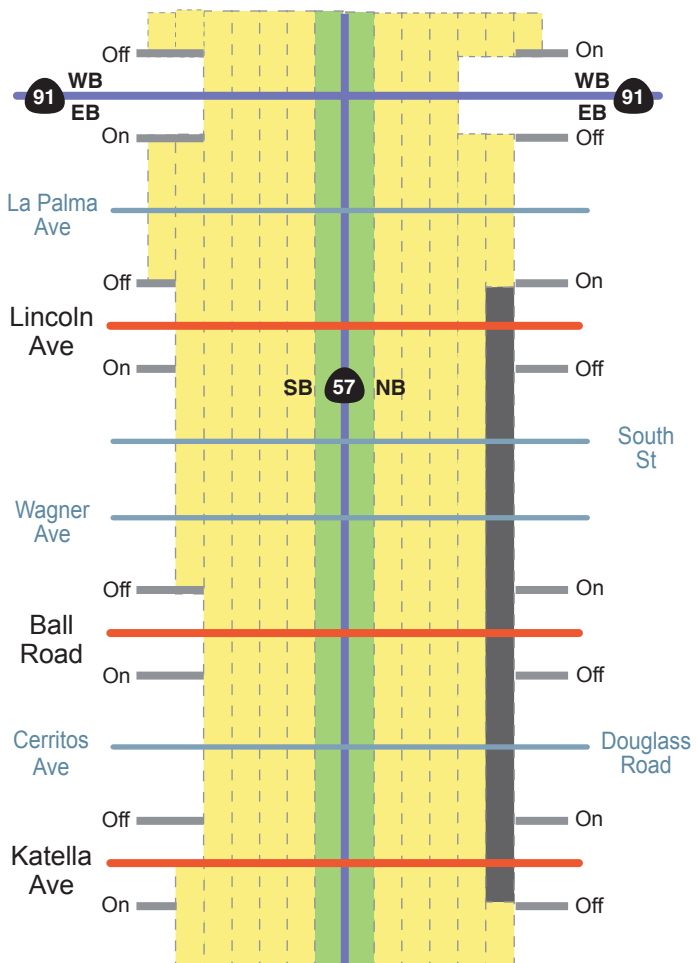 Off
On
91
WB
WB
91
EB
EB
On
Off
La Palma
Ave
Off
On
Lincoln
Ave
On
Off
SB 57 NB
South
St
Wagner
Ave
Off
On
Ball
Road
On
Off
Cerritos
Ave
Douglass
Road
Off
On
Katella
Ave
On
Off